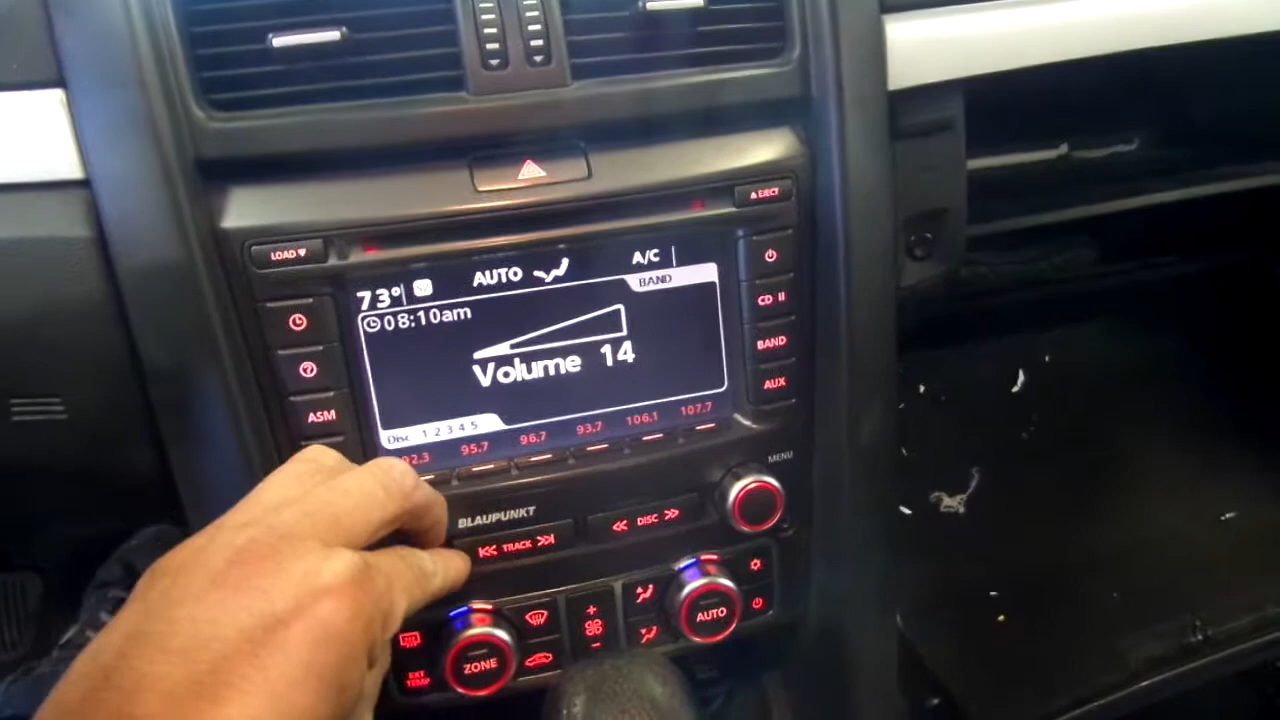 LOAD
EJECT
73° AUTO A/C
BAND
08:10am
Volume 14
Disc 1 2 3 4 5
92.3 95.7 96.7 93.7 106.1 107.7
ASM
CD II
BAND
AUX
MENU
BLAUPUNKT
TRACK
DISC
ZONE
AUTO
EXT
TEMP